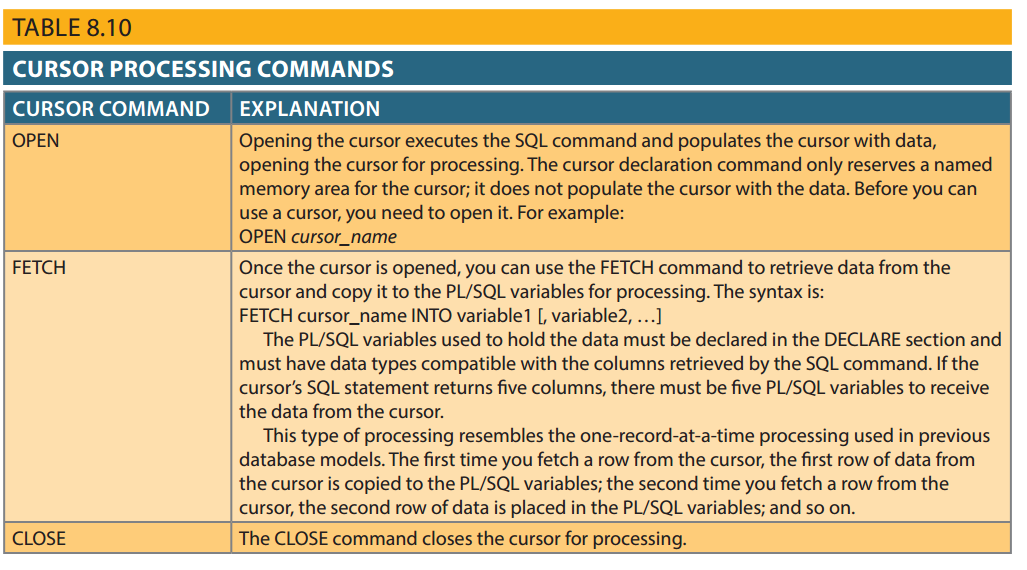 TABLE 8.10
CURSOR PROCESSING COMMANDS
CURSOR COMMAND EXPLANATION
OPEN
Opening the cursor executes the SQL command and populates the cursor with data,
opening the cursor for processing. The cursor declaration command only reserves a named
memory area for the cursor; it does not populate the cursor with the data. Before you can
use a cursor, you need to open it. For example:
OPEN cursor_name
FETCH
Once the cursor is opened, you can use the FETCH command to retrieve data from the
cursor and copy it to the PL/SQL variables for processing. The syntax is:
FETCH cursor_name INTO variable1 [, variable2, …]
The PL/SQL variables used to hold the data must be declared in the DECLARE section and
must have data types compatible with the columns retrieved by the SQL command. If the
cursor’s SQL statement returns five columns, there must be five PL/SQL variables to receive
the data from the cursor.
This type of processing resembles the one-record-at-a-time processing used in previous
database models. The first time you fetch a row from the cursor, the first row of data from
the cursor is copied to the PL/SQL variables; the second time you fetch a row from the
cursor, the second row of data is placed in the PL/SQL variables; and so on.
CLOSE
The CLOSE command closes the cursor for processing.